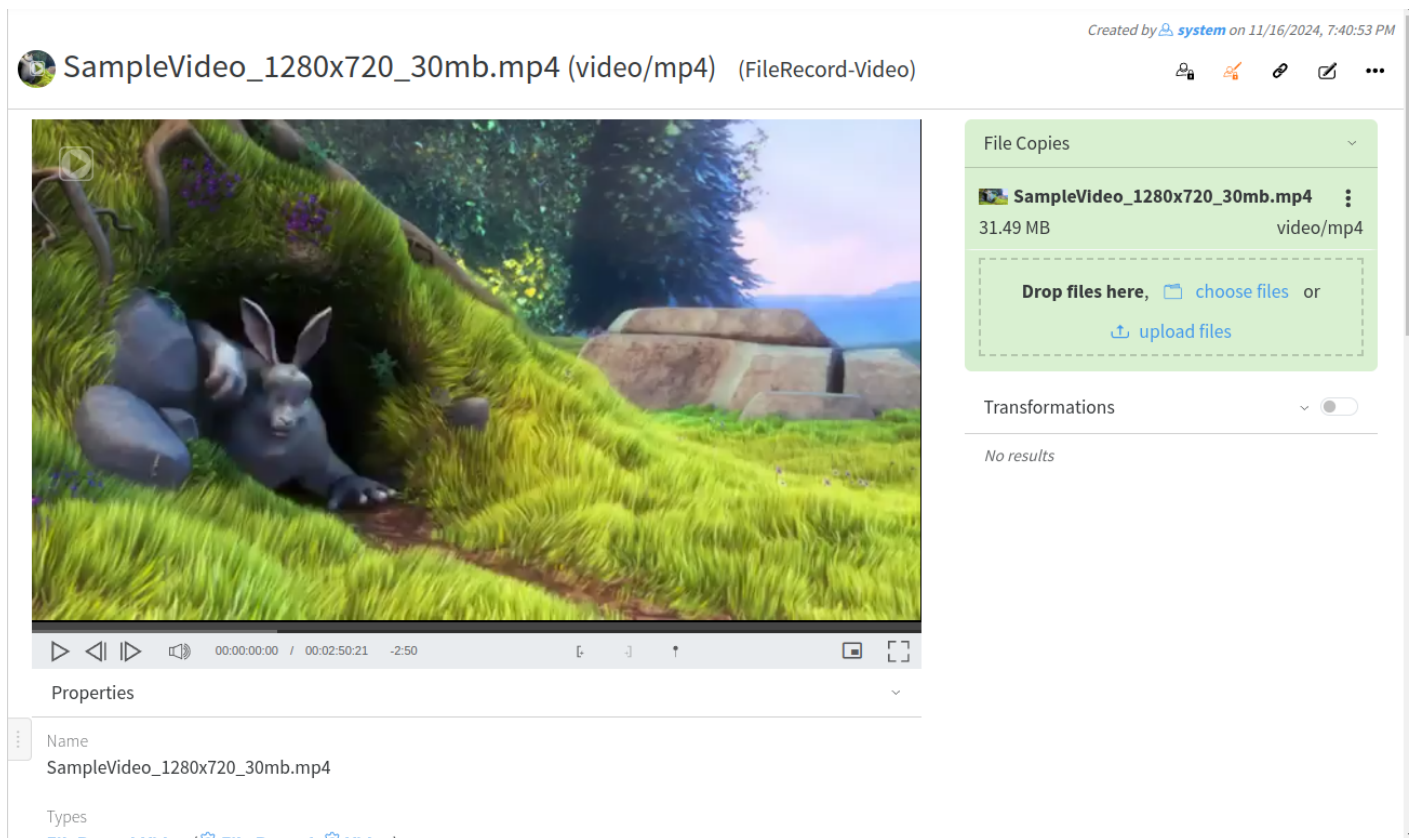 Created by system on 11/16/2024, 7:40:53 PM
SampleVideo_1280x720_30mb.mp4 (video/mp4) (FileRecord-Video)
File Copies
SampleVideo_1280x720_30mb.mp4
31.49 MB video/mp4
Drop files here, choose files or
upload files
Transformations
No results
00:00:00:00 / 00:02:50:21 -2:50
Properties
Name
SampleVideo_1280x720_30mb.mp4
Types